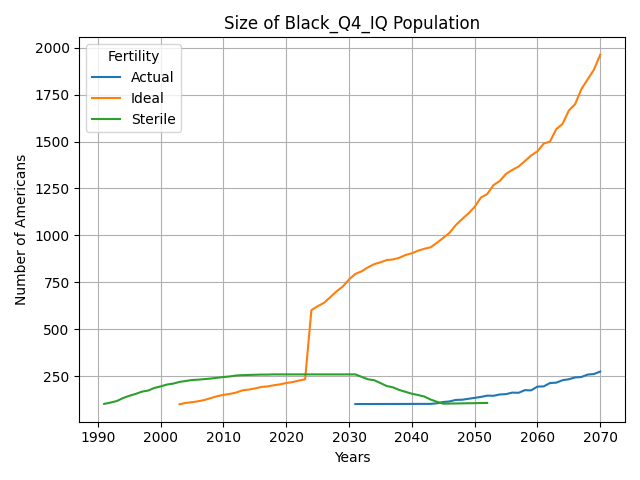 Size of Black_Q4_IQ Population
Number of Americans
2000
1750
1500
1250
1000
750
500
250
Fertility
Actual
Ideal
Sterile
1990 2000 2010 2020 2030 2040 2050 2060 2070
Years